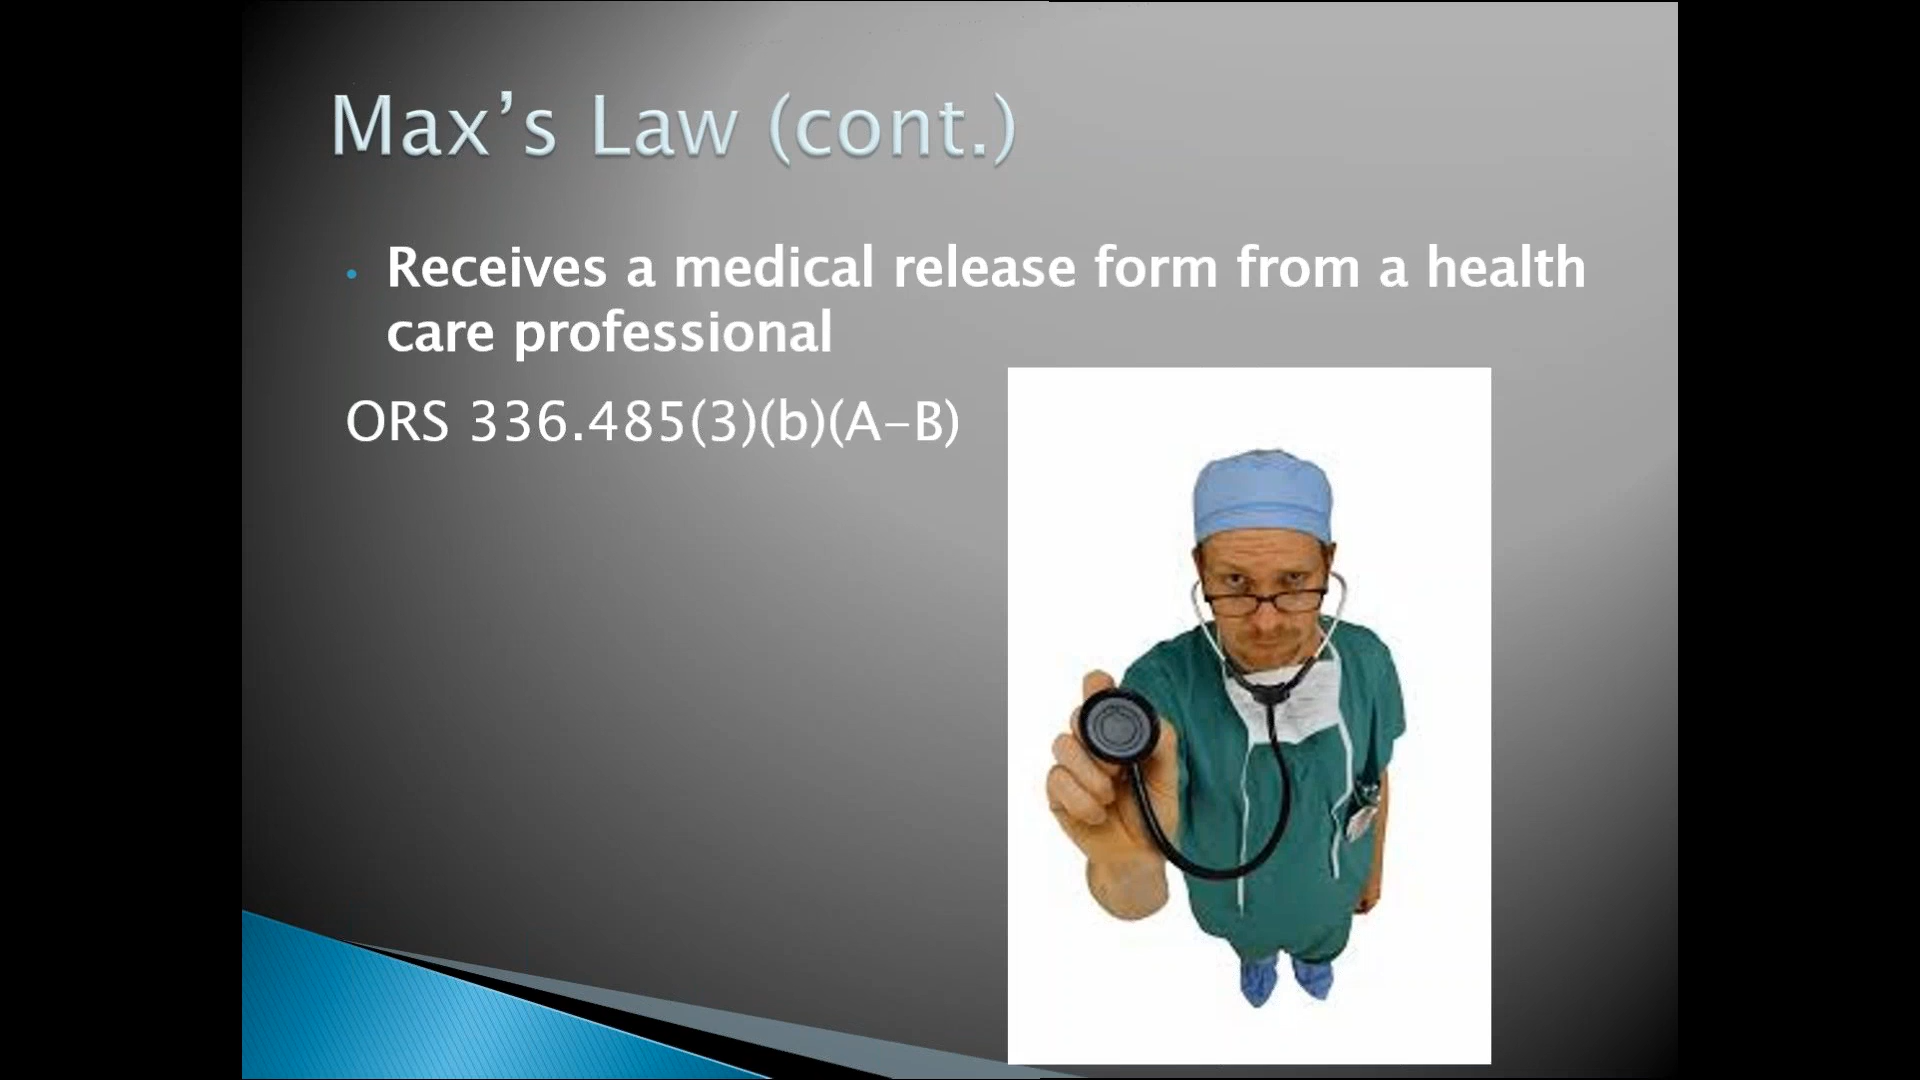 Max’s Law (cont.)
• Receives a medical release form from a health
care professional
ORS 336.485(3)(b)(A-B)